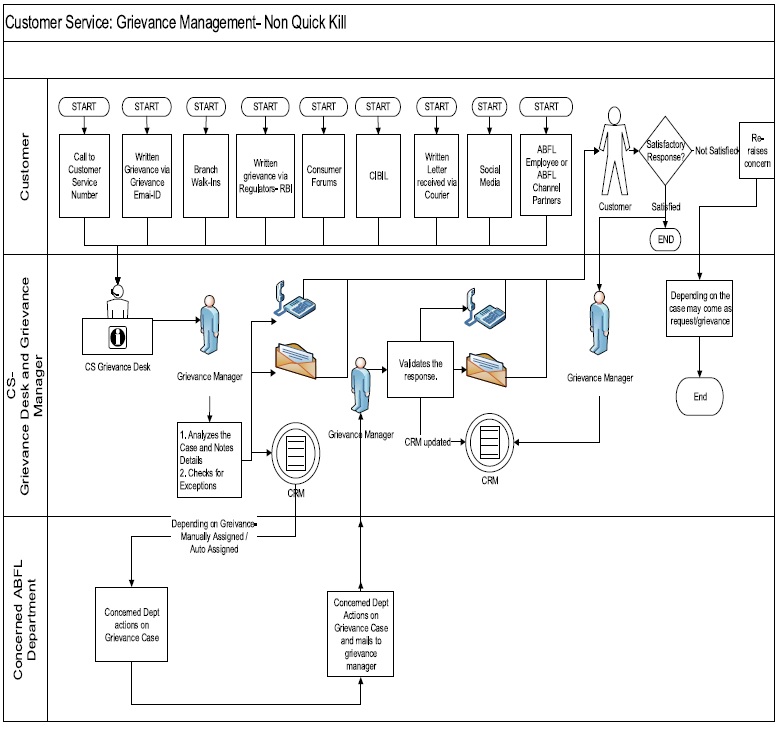 Customer Service: Grievance Management- Non Quick Kill
Customer
START
START
START
START
START
START
START
START
START
Call to
Customer
Service
Number
Written
Grievance via
Grievance
Emai-ID
Branch
Walk-Ins
Written
grievance via
Regulators- RBI
Consumer
Forums
CIBIL
Written
Letter
received via
Courier
Social
Media
ABFL
Employee or
ABFL
Channel
Partners
Customer
Satisfactory
Response?
Not Satisfied
Re-
raises
concern
Satisfied
END
CS-
Grievance Desk and Grievance
Manager
CS Grievance Desk
Grievance Manager
1. Analyzes the
Case and Notes
Details
2. Checks for
Exceptions
CRM
Grievance Manager
Validates the
response.
CRM updated
CRM
Grievance Manager
Depending on the
case may come as
request/grievance
End
Concerned ABFL
Department
Depending on Greivance-
Manually Assigned /
Auto Assigned
Concerned Dept
actions on
Grievance Case
Concerned Dept
Actions on
Grievance Case
and mails to
grievance
manager